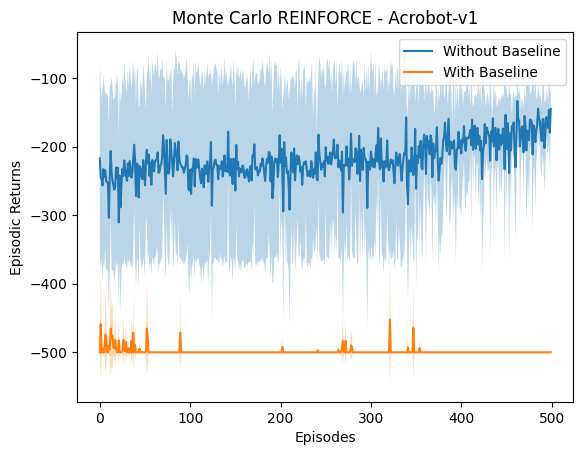 Monte Carlo REINFORCE - Acrobot-v1
Without Baseline
With Baseline
Episodic Returns
−100
−200
−300
−400
−500
0
100
200
300
400
500
Episodes